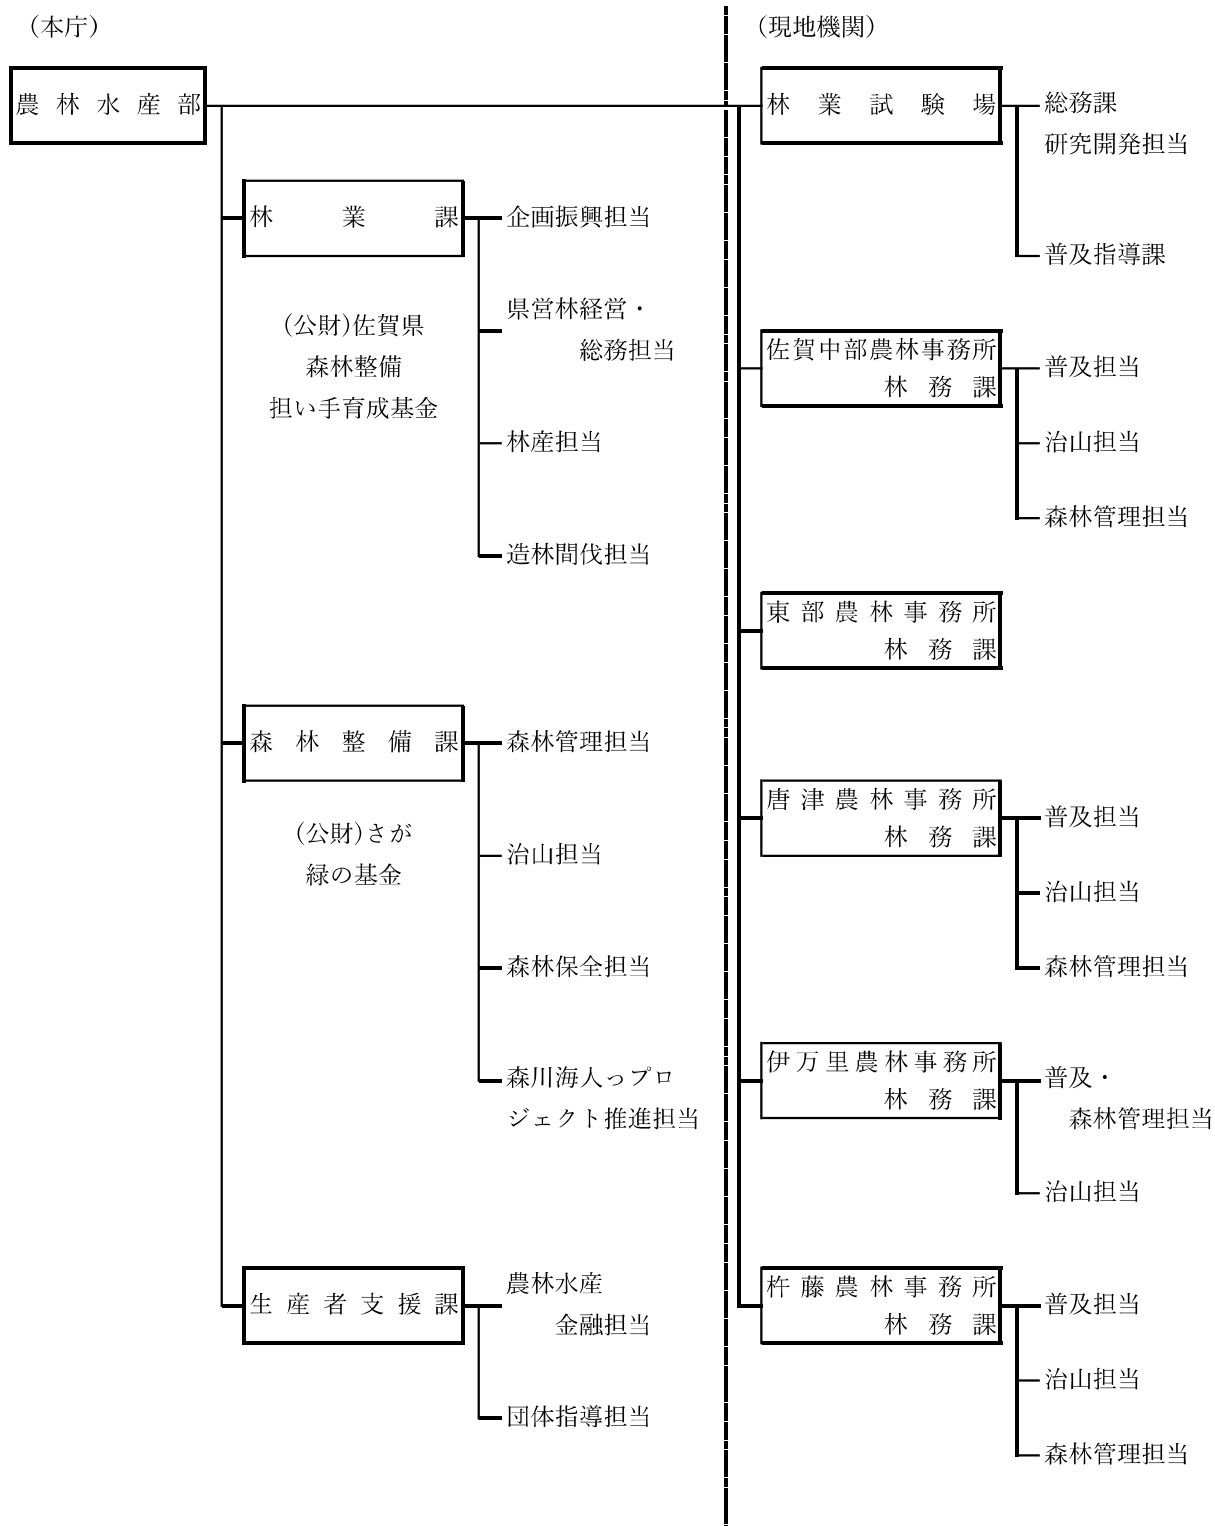 （本庁）
農林水産部
林業課
企画振興担当
(公財)佐賀県
森林整備
担い手育成基金
県営林経営・
総務担当
林産担当
造林間伐担当
森林整備課
森林管理担当
(公財)さが
緑の基金
治山担当
森林保全担当
森川海人っプロ
ジェクト推進担当
生産者支援課
農林水産
金融担当
団体指導担当
（現地機関）
林業試験場
総務課
研究開発担当
普及指導課
佐賀中部農林事務所
林務課
普及担当
治山担当
森林管理担当
東部農林事務所
林務課
唐津農林事務所
林務課
普及担当
治山担当
森林管理担当
伊万里農林事務所
林務課
普及・
森林管理担当
治山担当
杵藤農林事務所
林務課
普及担当
治山担当
森林管理担当